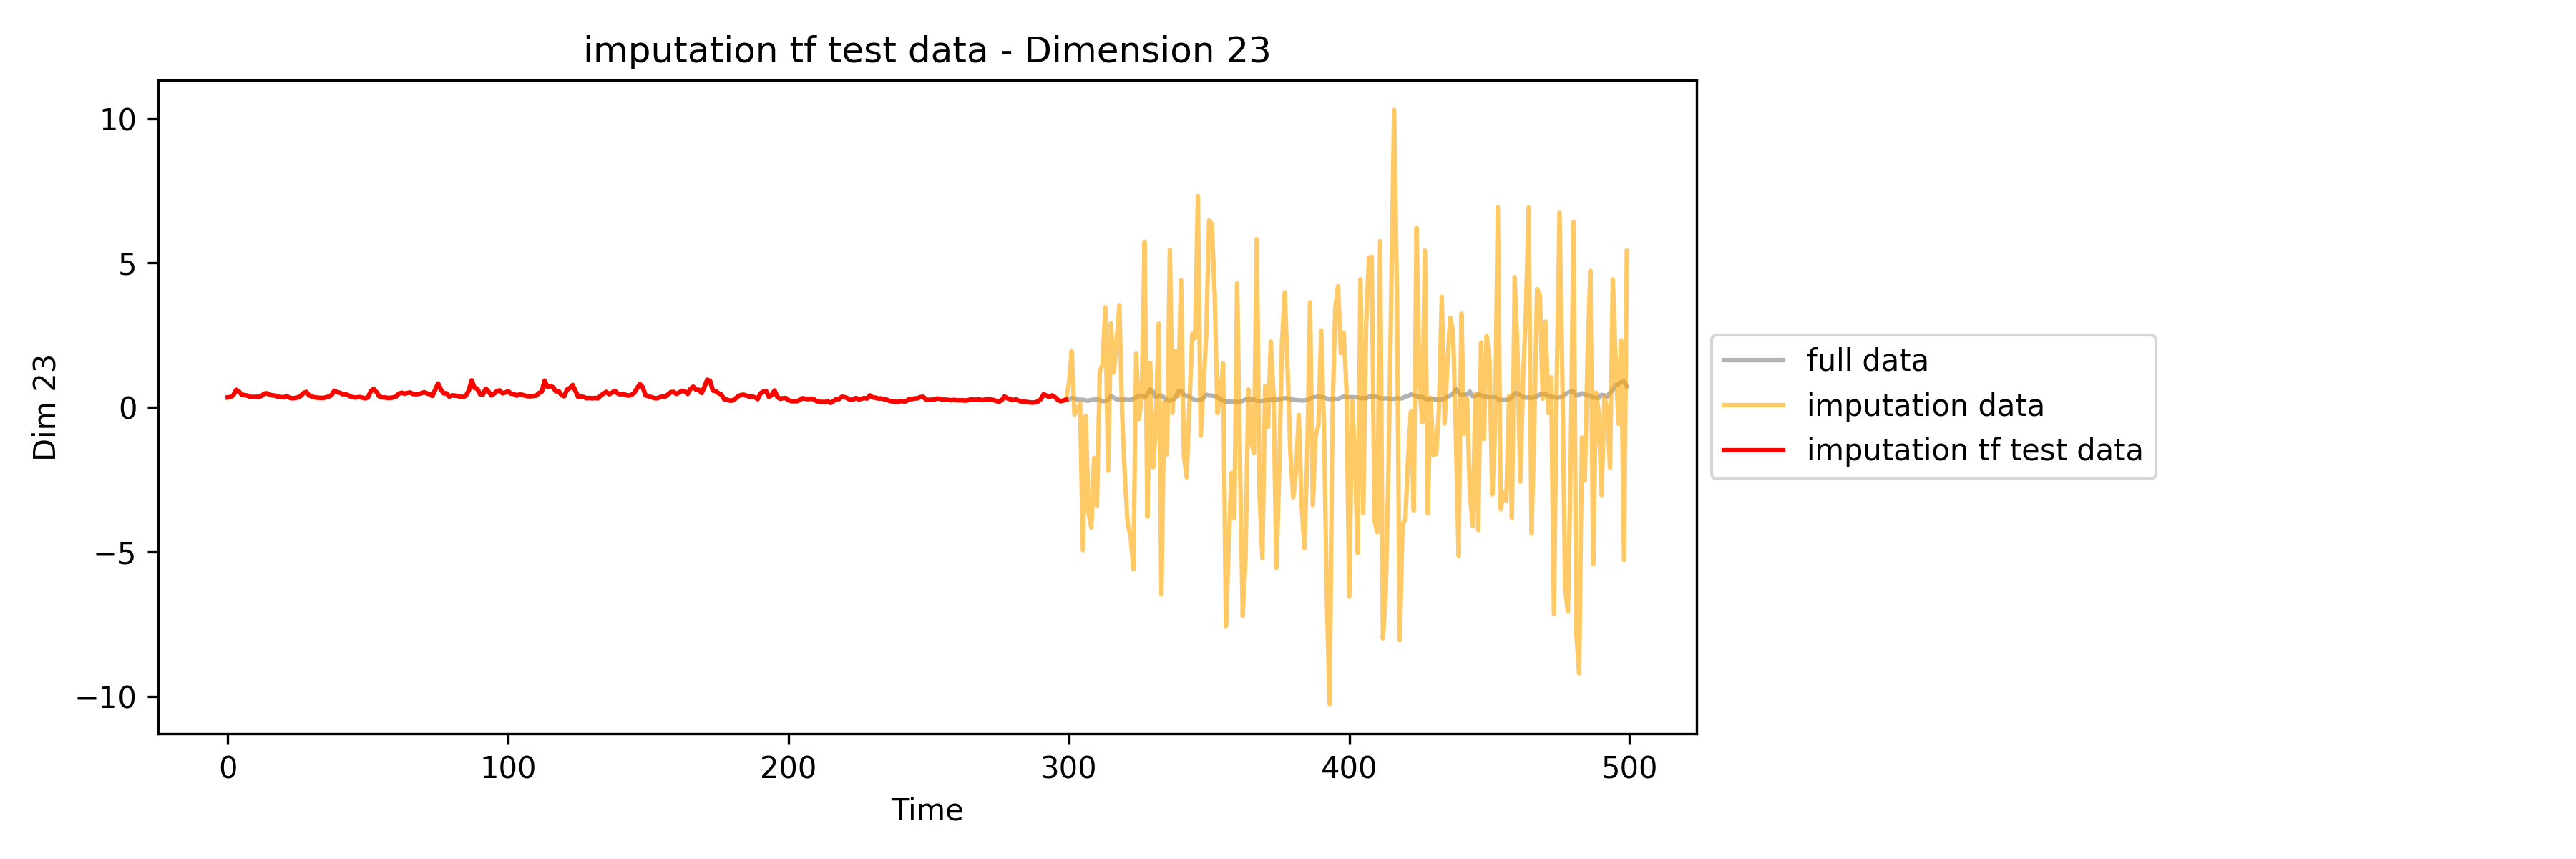 imputation tf test data - Dimension 23
10
5
0
−5
−10
Dim 23
0
100
200
300
400
500
Time
full data
imputation data
imputation tf test data